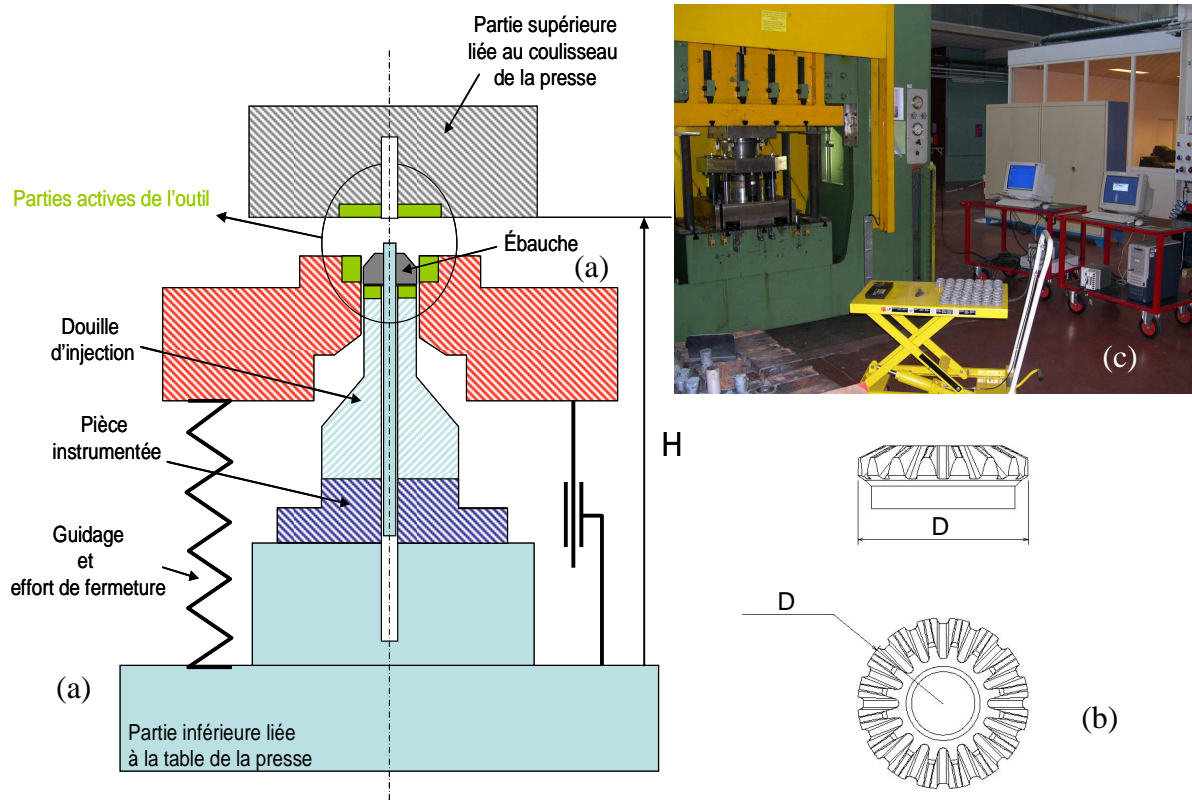 Partie supérieure
liée au coulisseau
de la presse
Parties actives de l'outil
Ébauche
(a)
Douille
d'injection
Pièce
instrumentée
H
Guidage
et
effort de fermeture
(a)
Partie inférieure liée
à la table de la presse
(c)
D
D
(b)